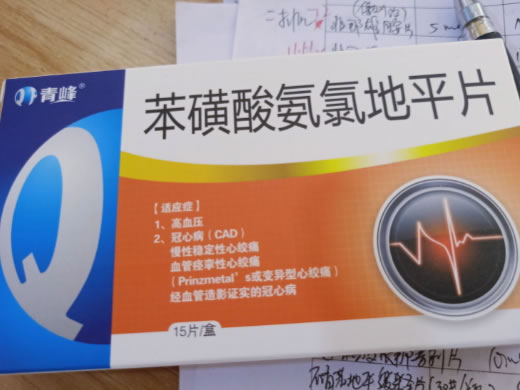 5 m
青峰®
苯磺酸氨氯地平片
【适应症】
1、高血压
2、冠心病（CAD）
慢性稳定性心绞痛
血管痉挛性心绞痛
（Prinzmetal's或变异型心绞痛）
经血管造影证实的冠心病
15片/盒